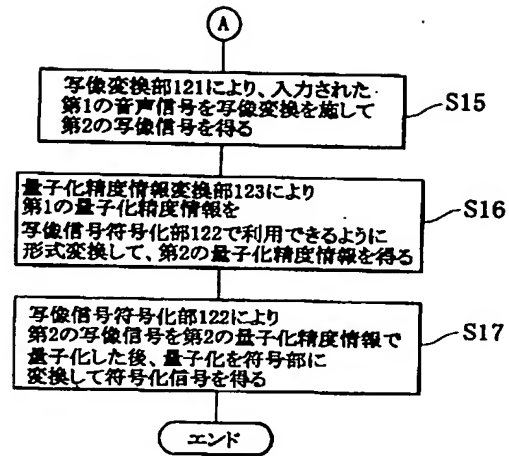 A
写像変換部121により、入力された
第1の音声信号を写像変換を施して
第2の写像信号を得る
S15
量子化精度情報変換部123により
第1の量子化精度情報を
写像信号符号化部122で利用できるように
形式変換して、第2の量子化精度情報を得る
S16
写像信号符号化部122により
第2の写像信号を第2の量子化精度情報で
量子化した後、量子化を符号部に
変換して符号化信号を得る
S17
エンド